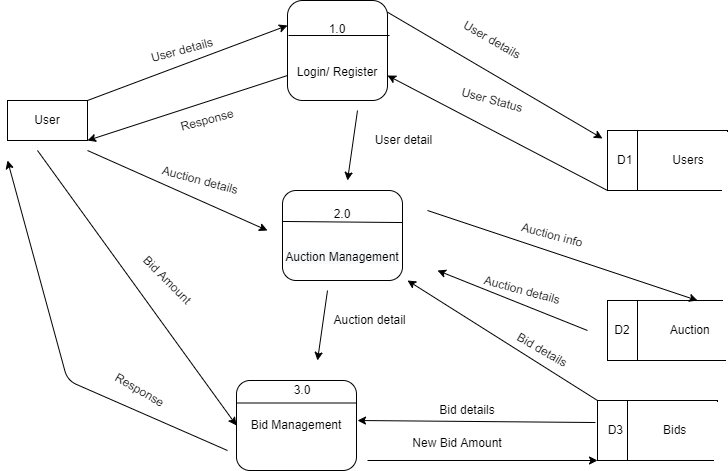 1.0
User details
User details
Login/ Register
User Status
User
Response
User detail
D1
Users
Auction details
2.0
Auction info
Auction Management
Bid Amount
Auction details
Auction detail
D2
Auction
Bid details
Response
3.0
Bid details
Bid Management
D3
Bids
New Bid Amount